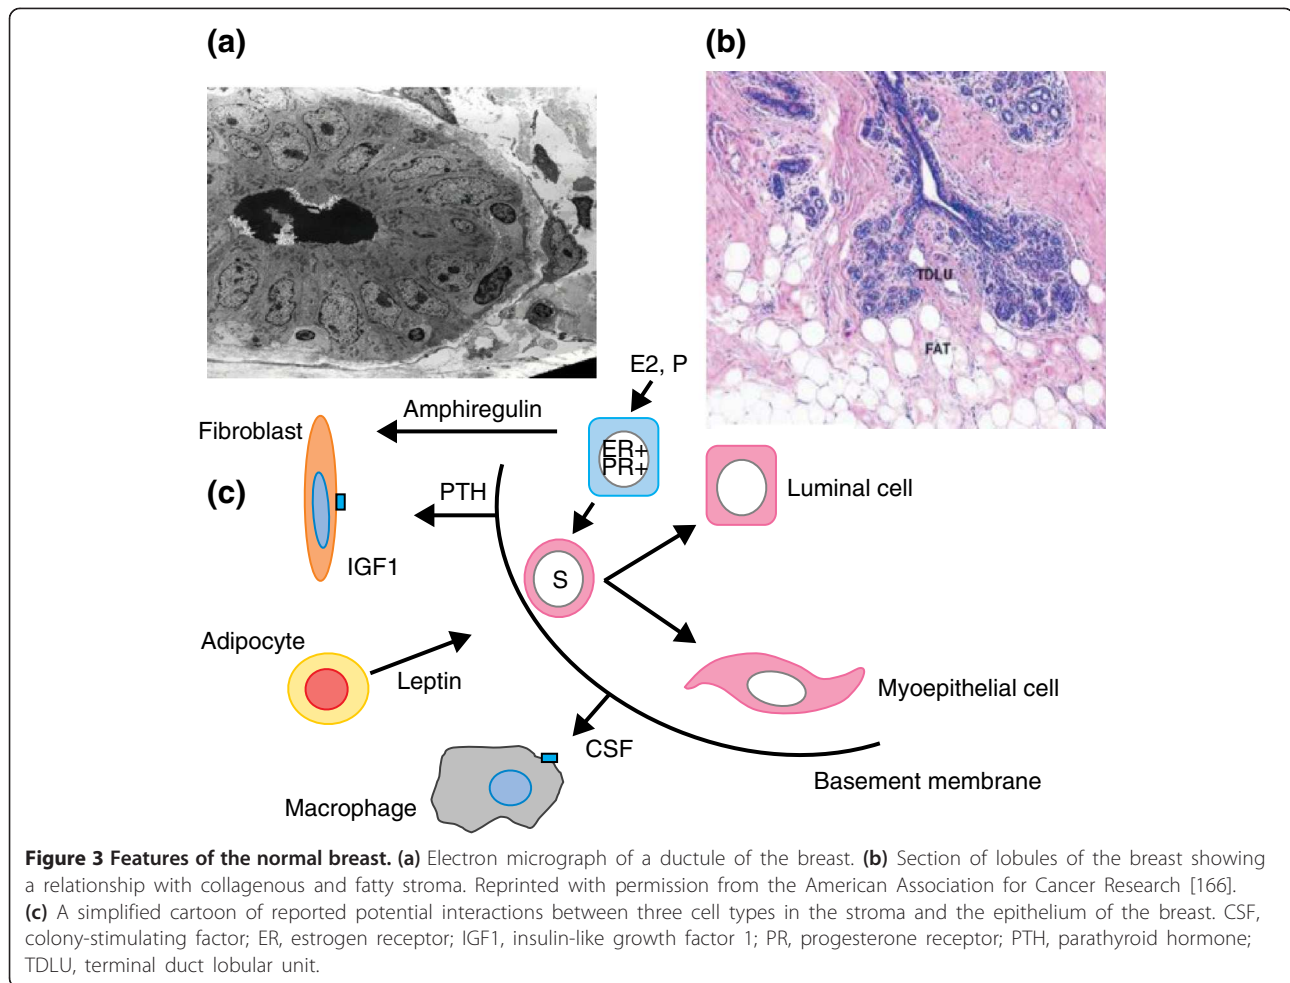 (a)
(b)
TDLU
FAT
E2, P
Amphiregulin
Fibroblast
ER+
PR+
(c)
PTH
Luminal cell
IGF1
S
Adipocyte
Leptin
Myoepithelial cell
CSF
Basement membrane
Macrophage
Figure 3 Features of the normal breast. (a) Electron micrograph of a ductule of the breast. (b) Section of lobules of the breast showing
a relationship with collagenous and fatty stroma. Reprinted with permission from the American Association for Cancer Research [166].
(c) A simplified cartoon of reported potential interactions between three cell types in the stroma and the epithelium of the breast. CSF,
colony-stimulating factor; ER, estrogen receptor; IGF1, insulin-like growth factor 1; PR, progesterone receptor; PTH, parathyroid hormone;
TDLU, terminal duct lobular unit.